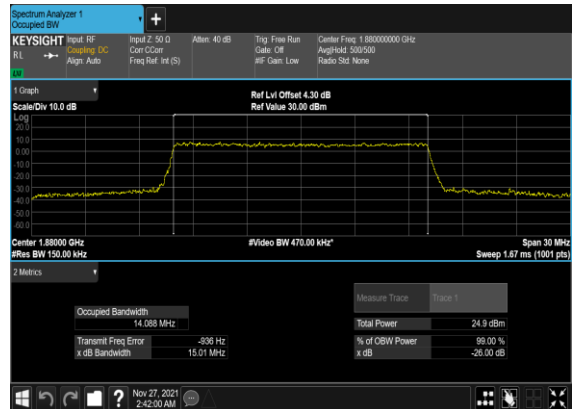 Spectrum Analyzer 1
Occupied BW
+
KEYSIGHT Input: RF Input Z: 50 Ω Atten: 40 dB Trig: Free Run Center Freq: 1.880000000 GHz
RL Coupling: DC Corr CCorr Gate: Off Avg|Hold: 500/500
Align: Auto Freq Ref: Int (S) #IF Gain: Low Radio Std: None
1 Graph
Ref Lvl Offset 4.30 dB
Scale/Div 10.0 dB Ref Value 30.00 dBm
Log
20.0
10.0
0.00
-10.0
-20.0
-30.0
-40.0
-50.0
-60.0
Center 1.88000 GHz #Video BW 470.00 kHz* Span 30 MHz
#Res BW 150.00 kHz Sweep 1.67 ms (1001 pts)
2 Metrics
Measure Trace Trace 1
Occupied Bandwidth
14.088 MHz Total Power 24.9 dBm
Transmit Freq Error -936 Hz % of OBW Power 99.00 %
x dB Bandwidth 15.01 MHz x dB -26.00 dB
? Nov 27, 2021
2:42:00 AM